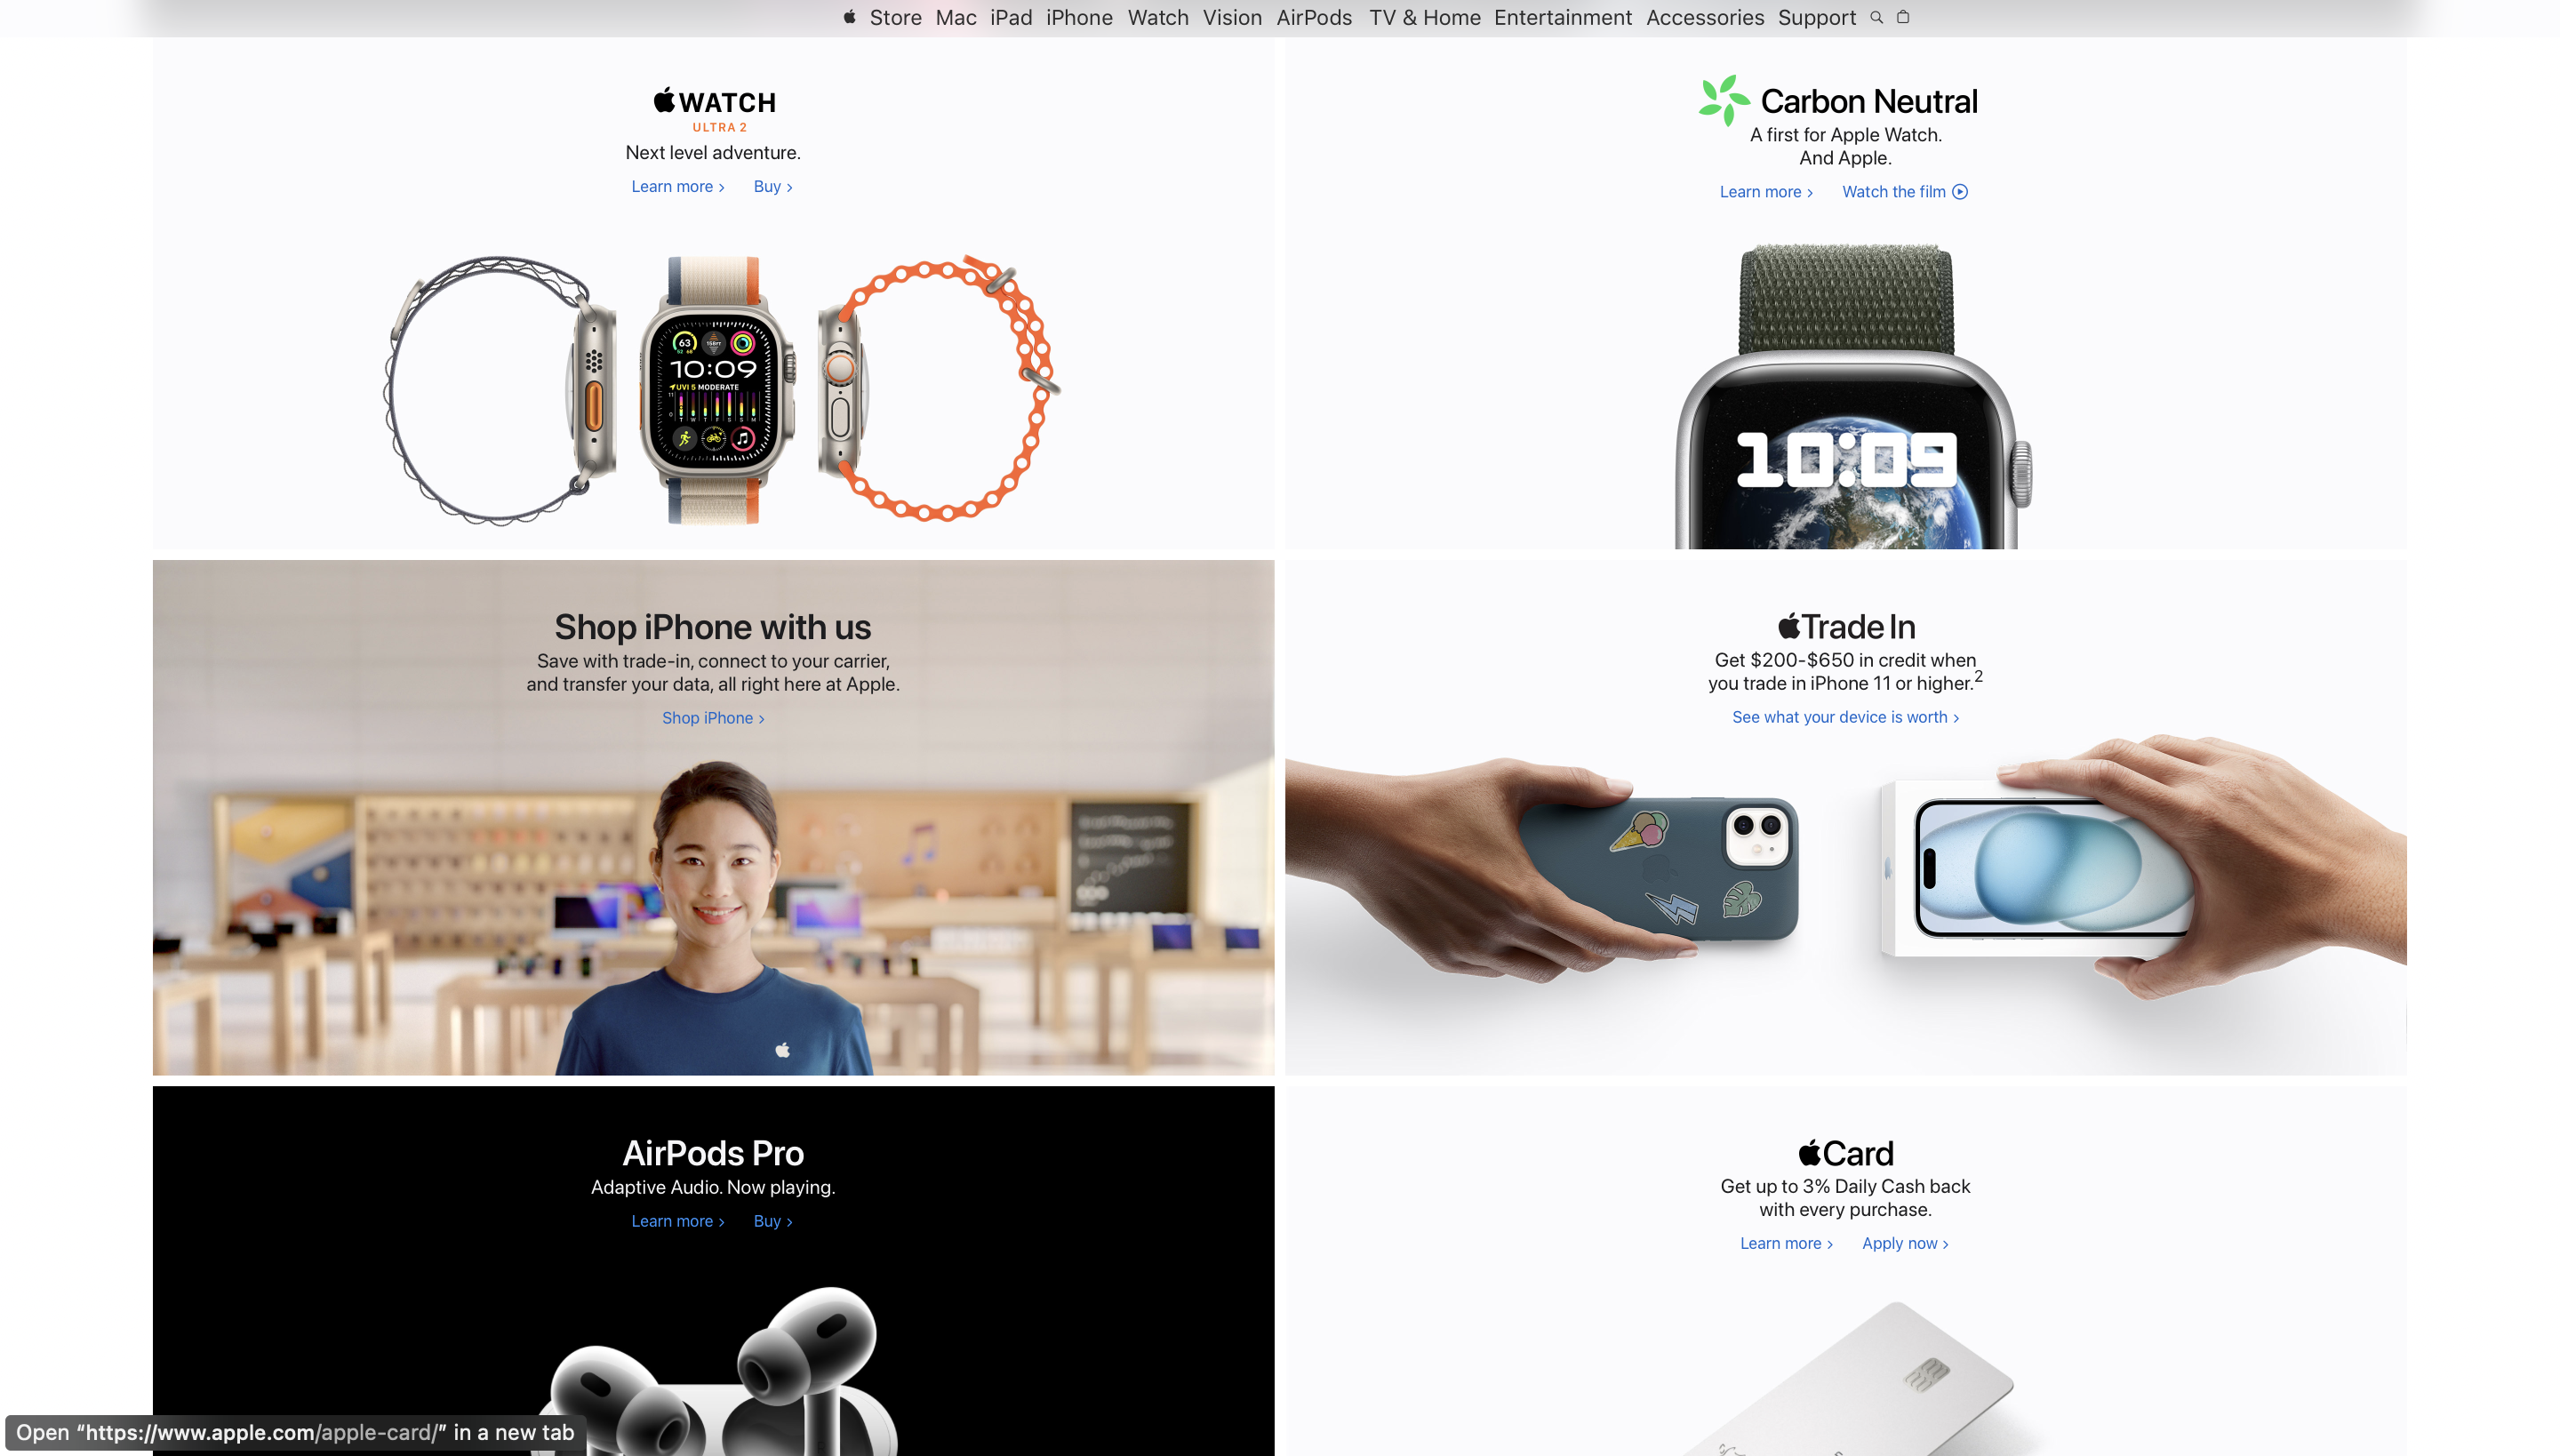 Store Mac iPad iPhone Watch Vision AirPods TV & Home Entertainment Accessories Support
WATCH
ULTRA 2
Next level adventure.
Learn more > Buy >
63
52 68
10:09
UVI 5 MODERATE
11
0
T W T F S S M
Carbon Neutral
A first for Apple Watch.
And Apple.
Learn more > Watch the film
10:09
Shop iPhone with us
Save with trade-in, connect to your carrier,
and transfer your data, all right here at Apple.
Shop iPhone >
Trade In
Get $200-$650 in credit when
you trade in iPhone 11 or higher.2
See what your device is worth >
AirPods Pro
Adaptive Audio. Now playing.
Learn more > Buy >
Card
Get up to 3% Daily Cash back
with every purchase.
Learn more > Apply now >
Open “https://www.apple.com/apple-card/” in a new tab